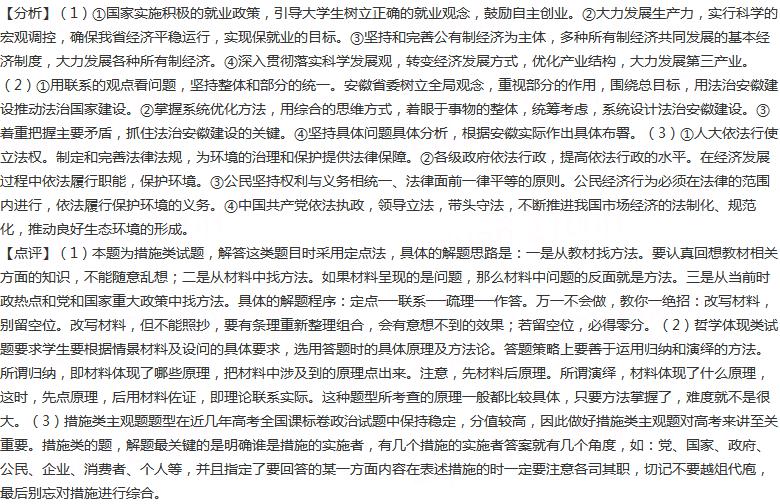 【分析】（1）①国家实施积极的就业政策，引导大学生树立正确的就业观念，鼓励自主创业。②大力发展生产力，实行科学的
宏观调控，确保我省经济平稳运行，实现保就业的目标。③坚持和完善公有制经济为主体，多种所有制经济共同发展的基本经
济制度，大力发展各种所有制经济。④深入贯彻落实科学发展观，转变经济发展方式，优化产业结构，大力发展第三产业。
（2）①用联系的观点看问题，坚持整体和部分的统一。安徽省委树立全局观念，重视部分的作用，围绕总目标，用法治安徽建
设推动法治国家建设。②掌握系统优化方法，用综合的思维方式，着眼于事物的整体，统筹考虑，系统设计法治安徽建设。③
着重把握主要矛盾，抓住法治安徽建设的关键。④坚持具体问题具体分析，根据安徽实际作出具体布署。（3）①人大依法行使
立法权。制定和完善法律法规，为环境的治理和保护提供法律保障。②各级政府依法行政，提高依法行政的水平。在经济发展
过程中依法履行职能，保护环境。③公民坚持权利与义务相统一、法律面前一律平等的原则。公民经济行为必须在法律的范围
内进行，依法履行保护环境的义务。④中国共产党依法执政，领导立法，带头守法，不断推进我国市场经济的法制化、规范
化，推动良好生态环境的形成。
【点评】（1）本题为措施类试题，解答这类题目时采用定点法，具体的解题思路是：一是从教材找方法。要认真回想教材相关
方面的知识，不能随意乱想；二是从材料中找方法。如果材料呈现的是问题，那么材料中问题的反面就是方法。三是从当前时
政热点和党和国家重大政策中找方法。具体的解题程序：定点──联系──疏理──作答。万一不会做，教你一绝招：改写材料，
别留空位。改写材料，但不能照抄，要有条理重新整理组合，会有意想不到的效果；若留空位，必得零分。（2）哲学体现类试
题要求学生要根据情景材料及设问的具体要求，选用答题时的具体原理及方法论。答题策略上要善于运用归纳和演绎的方法。
所谓归纳，即材料体现了哪些原理，把材料中涉及到的原理点出来。注意，先材料后原理。所谓演绎，材料体现了什么原理，
这时，先点原理，后用材料佐证，即理论联系实际。这种题型所考查的原理一般都比较具体，只要方法掌握了，难度就不是很
大。（3）措施类主观题题型在近几年高考全国课标卷政治试题中保持稳定，分值较高，因此做好措施类主观题对高考来讲至关
重要。措施类的题，解题最关键的是明确谁是措施的实施者，有几个措施的实施者答案就有几个角度，如：党、国家、政府、
公民、企业、消费者、个人等，并且指定了要回答的某一方面内容在表述措施的时一定要注意各司其职，切记不要越俎代庖，
最后别忘对措施进行综合。